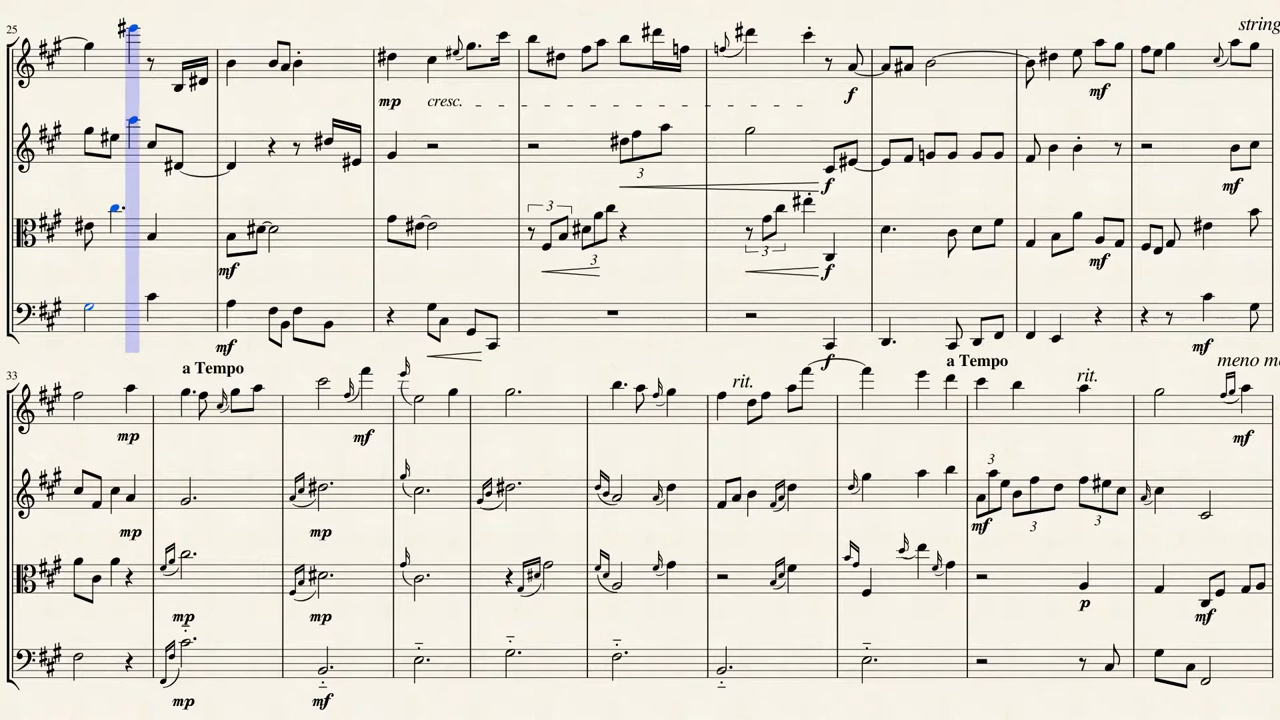 25
string
mp cresc. f mf
3 f mf
3 3 3
mf f mf
mf f mf
33 a Tempo rit. a Tempo rit. meno m
mp mf mf
3 3 3
mp mp mf
mp mp p mf
mp mf